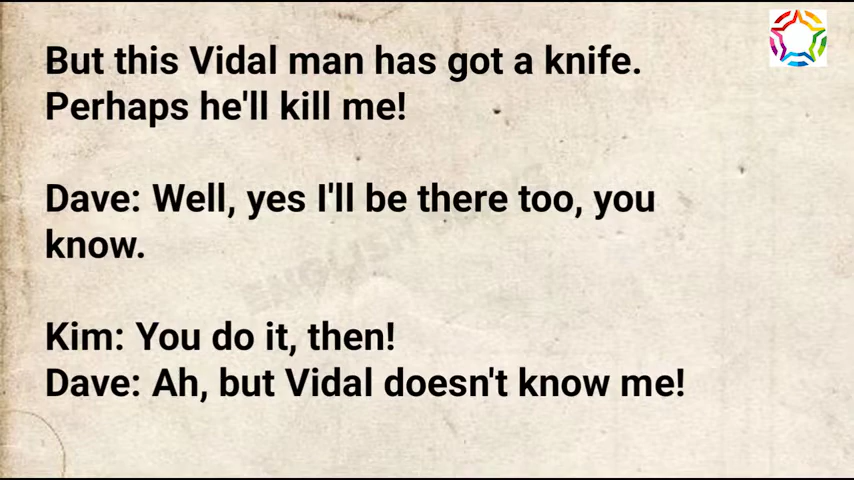 But this Vidal man has got a knife.
Perhaps he'll kill me!
Dave: Well, yes I'll be there too, you
know.
Kim: You do it, then!
Dave: Ah, but Vidal doesn't know me!